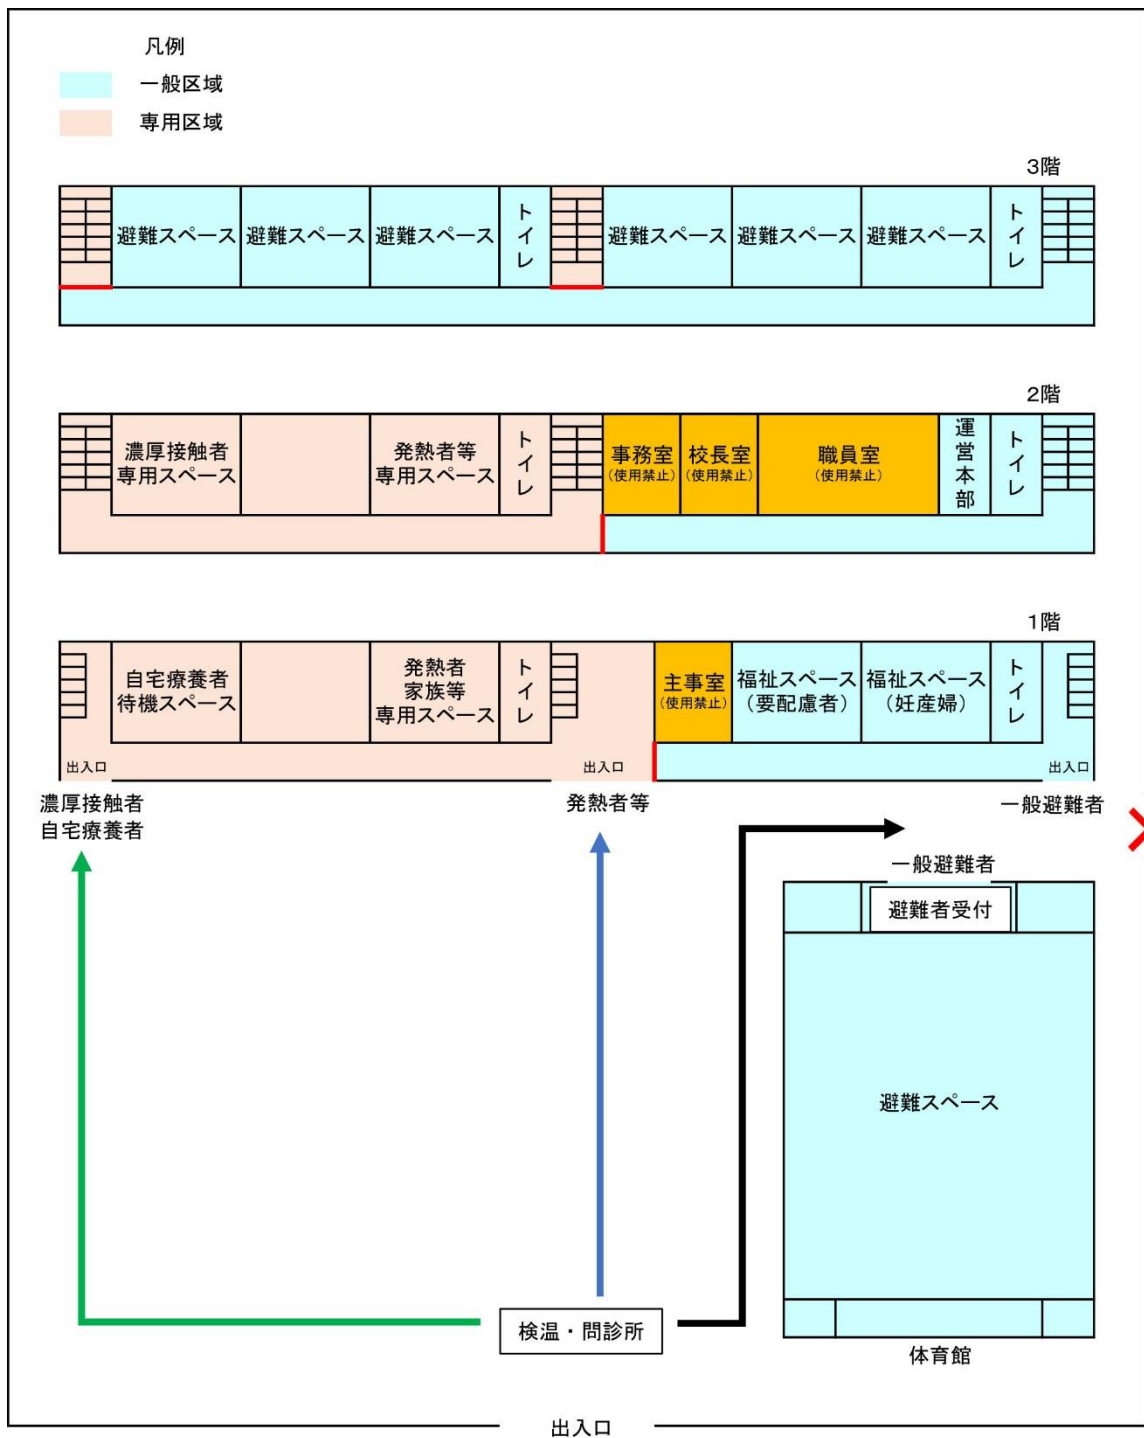 凡例
一般区域
専用区域
3階
避難スペース
避難スペース
避難スペース
トイレ
避難スペース
避難スペース
避難スペース
トイレ
2階
濃厚接触者
専用スペース
発熱者等
専用スペース
トイレ
事務室
(使用禁止)
校長室
(使用禁止)
職員室
(使用禁止)
運営本部
トイレ
1階
自宅療養者
待機スペース
発熱者
家族等
専用スペース
トイレ
主事室
(使用禁止)
福祉スペース
(要配慮者)
福祉スペース
(妊産婦)
トイレ
出入口
出入口
出入口
濃厚接触者
自宅療養者
発熱者等
一般避難者
一般避難者
避難者受付
避難スペース
検温・問診所
体育館
出入口